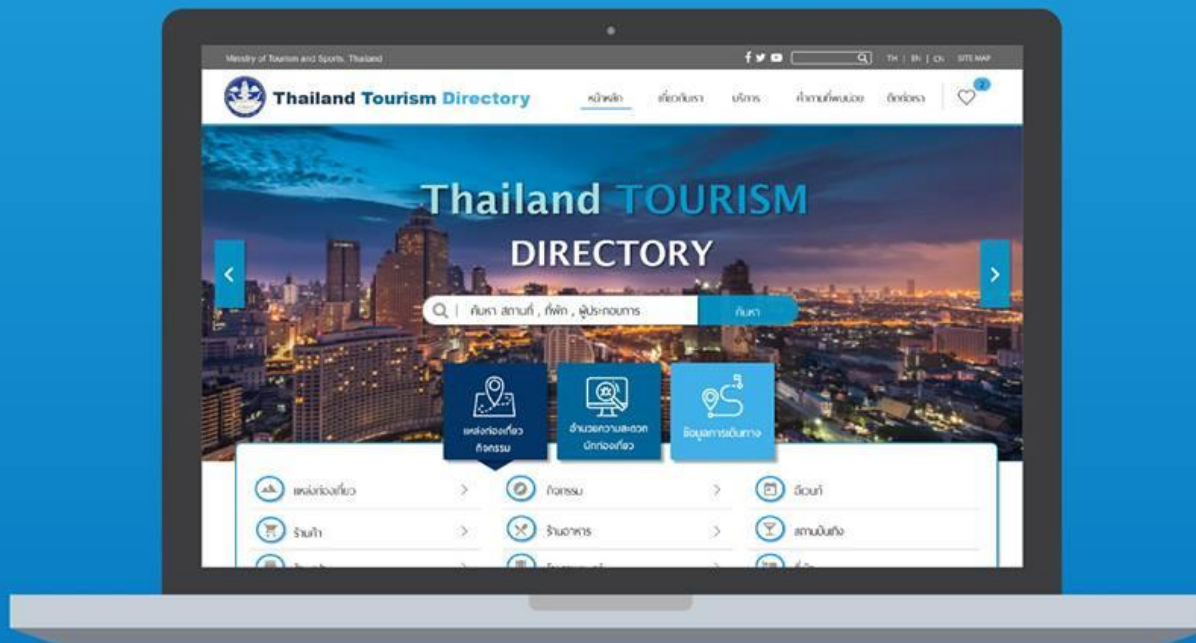 Ministry of Tourism and Sports, Thailand
TH | EN | CN SITE MAP
Thailand Tourism Directory
หน้าหลัก เกี่ยวกับเรา บริการ คำถามที่พบบ่อย ติดต่อเรา 2
Thailand TOURISM
DIRECTORY
ค้นหา สถานที่ , ที่พัก , ผู้ประกอบการ ค้นหา
แหล่งท่องเที่ยว
กิจกรรม
อำนวยความสะดวก
นักท่องเที่ยว
ข้อมูลการเดินทาง
แหล่งท่องเที่ยว กิจกรรม อีเวนท์
ร้านค้า ร้านอาหาร สถานบันเทิง